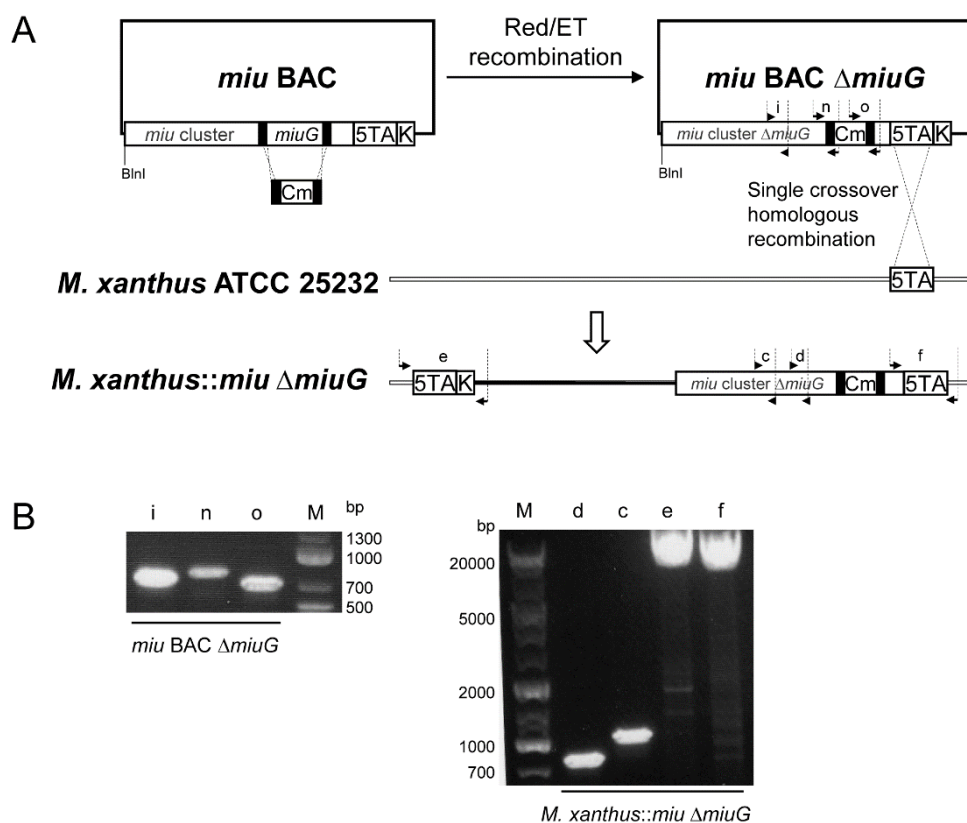 A
Red/ET
recombination
miu BAC
miu BAC ΔmiuG
i n o
miu cluster miuG 5TA K
miu cluster ΔmiuG Cm 5TA K
BlnI
BlnI
Cm
Single crossover
homologous
recombination
M. xanthus ATCC 25232
5TA
M. xanthus::miu ΔmiuG
e c d f
5TA K
miu cluster ΔmiuG Cm 5TA
B
i n o M bp
1300
1000
700
500
miu BAC ΔmiuG
M d c e f
bp
20000
5000
2000
1000
700
M. xanthus::miu ΔmiuG